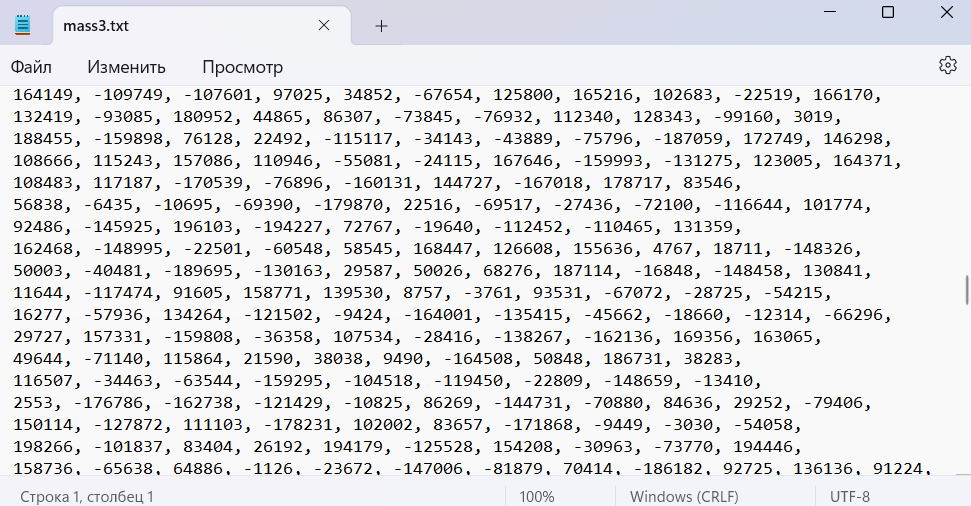 mass3.txt
Файл Изменить Просмотр
164149, -109749, -107601, 97025, 34852, -67654, 125800, 165216, 102683, -22519, 166170,
132419, -93085, 180952, 44865, 86307, -73845, -76932, 112340, 128343, -99160, 3019,
188455, -159898, 76128, 22492, -115117, -34143, -43889, -75796, -187059, 172749, 146298,
108666, 115243, 157086, 110946, -55081, -24115, 167646, -159993, -131275, 123005, 164371,
108483, 117187, -170539, -76896, -160131, 144727, -167018, 178717, 83546,
56838, -6435, -10695, -69390, -179870, 22516, -69517, -27436, -72100, -116644, 101774,
92486, -145925, 196103, -194227, 72767, -19640, -112452, -110465, 131359,
162468, -148995, -22501, -60548, 58545, 168447, 126608, 155636, 4767, 18711, -148326,
50003, -40481, -189695, -130163, 29587, 50026, 68276, 187114, -16848, -148458, 130841,
11644, -117474, 91605, 158771, 139530, 8757, -3761, 93531, -67072, -28725, -54215,
16277, -57936, 134264, -121502, -9424, -164001, -135415, -45662, -18660, -12314, -66296,
29727, 157331, -159808, -36358, 107534, -28416, -138267, -162136, 169356, 163065,
49644, -71140, 115864, 21590, 38038, 9490, -164508, 50848, 186731, 38283,
116507, -34463, -63544, -159295, -104518, -119450, -22809, -148659, -13410,
2553, -176786, -162738, -121429, -10825, 86269, -144731, -70880, 84636, 29252, -79406,
150114, -127872, 111103, -178231, 102002, 83657, -171868, -9449, -3030, -54058,
198266, -101837, 83404, 26192, 194179, -125528, 154208, -30963, -73770, 194446,
158736, -65638, 64886, -1126, -23672, -147006, -81879, 70414, -186182, 92725, 136136, 91224,
Строка 1, столбец 1 100% Windows (CRLF) UTF-8